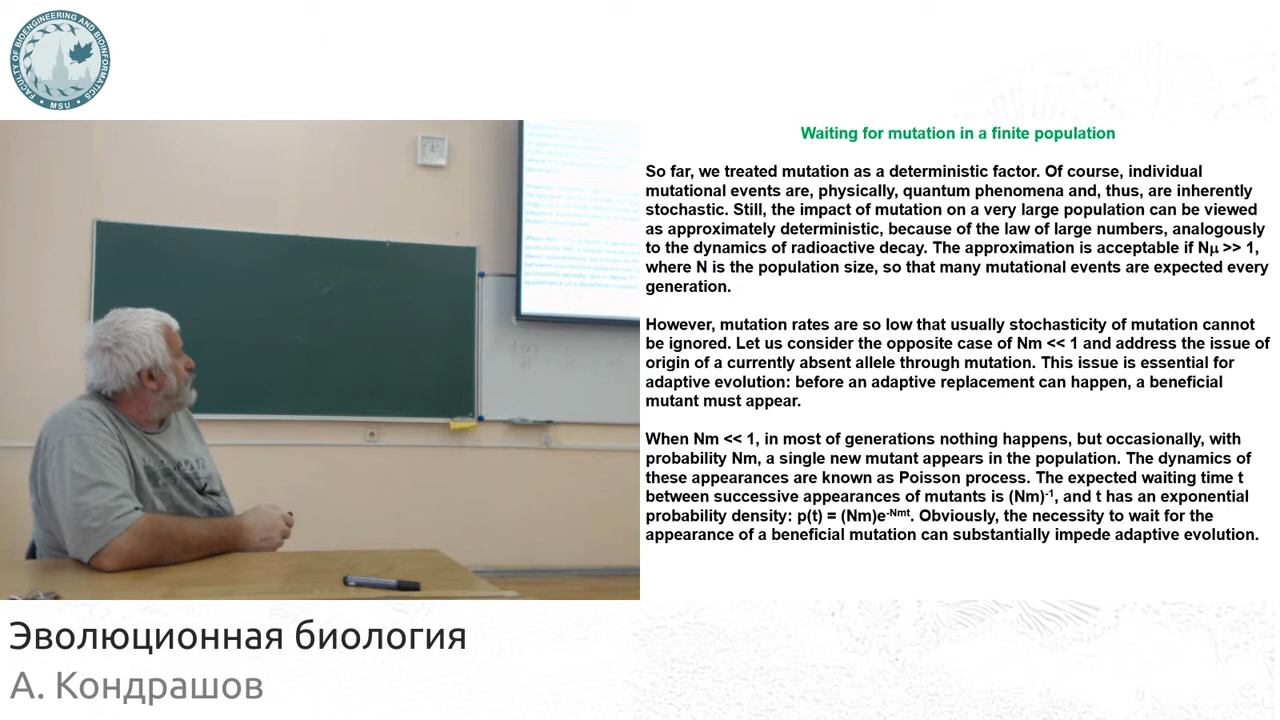 FACULTY OF BIOENGINEERING AND BIOINFORMATICS
MSU
Waiting for mutation in a finite population
So far, we treated mutation as a deterministic factor. Of course, individual
mutational events are, physically, quantum phenomena and, thus, are inherently
stochastic. Still, the impact of mutation on a very large population can be viewed
as approximately deterministic, because of the law of large numbers, analogously
to the dynamics of radioactive decay. The approximation is acceptable if Nμ >> 1,
where N is the population size, so that many mutational events are expected every
generation.
However, mutation rates are so low that usually stochasticity of mutation cannot
be ignored. Let us consider the opposite case of Nm << 1 and address the issue of
origin of a currently absent allele through mutation. This issue is essential for
adaptive evolution: before an adaptive replacement can happen, a beneficial
mutant must appear.
When Nm << 1, in most of generations nothing happens, but occasionally, with
probability Nm, a single new mutant appears in the population. The dynamics of
these appearances are known as Poisson process. The expected waiting time t
between successive appearances of mutants is (Nm)⁻¹, and t has an exponential
probability density: p(t) = (Nm)e⁻ᴺᵐᵗ. Obviously, the necessity to wait for the
appearance of a beneficial mutation can substantially impede adaptive evolution.
Эволюционная биология
А. Кондрашов